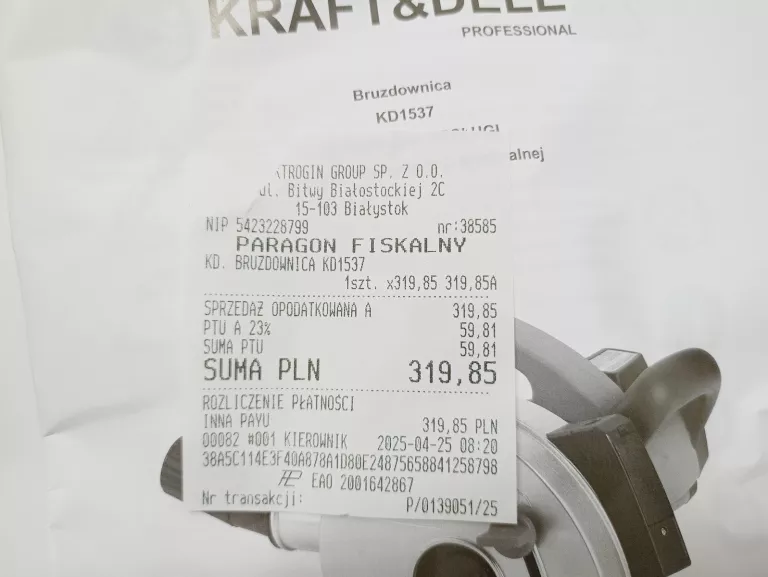 KRAFT&DELE
PROFESSIONAL
Bruzdownica
KD1537
alnej
TROGIN GROUP SP. Z O.O.
ul. Bitwy Białostockiej 2C
15-103 Białystok
NIP 5423228799 nr:38585
PARAGON FISKALNY
KD. BRUZDOWNICA KD1537
1szt. x319,85 319,85A
SPRZEDAŻ OPODATKOWANA A 319,85
PTU A 23% 59,81
SUMA PTU 59,81
SUMA PLN 319,85
ROZLICZENIE PŁATNOŚCI
INNA PAYU 319,85 PLN
00082 #001 KIEROWNIK 2025-04-25 08:20
38A5C114E3F40A878A1D80E24875658841258798
EAO 2001642867
Nr transakcji: P/0139051/25